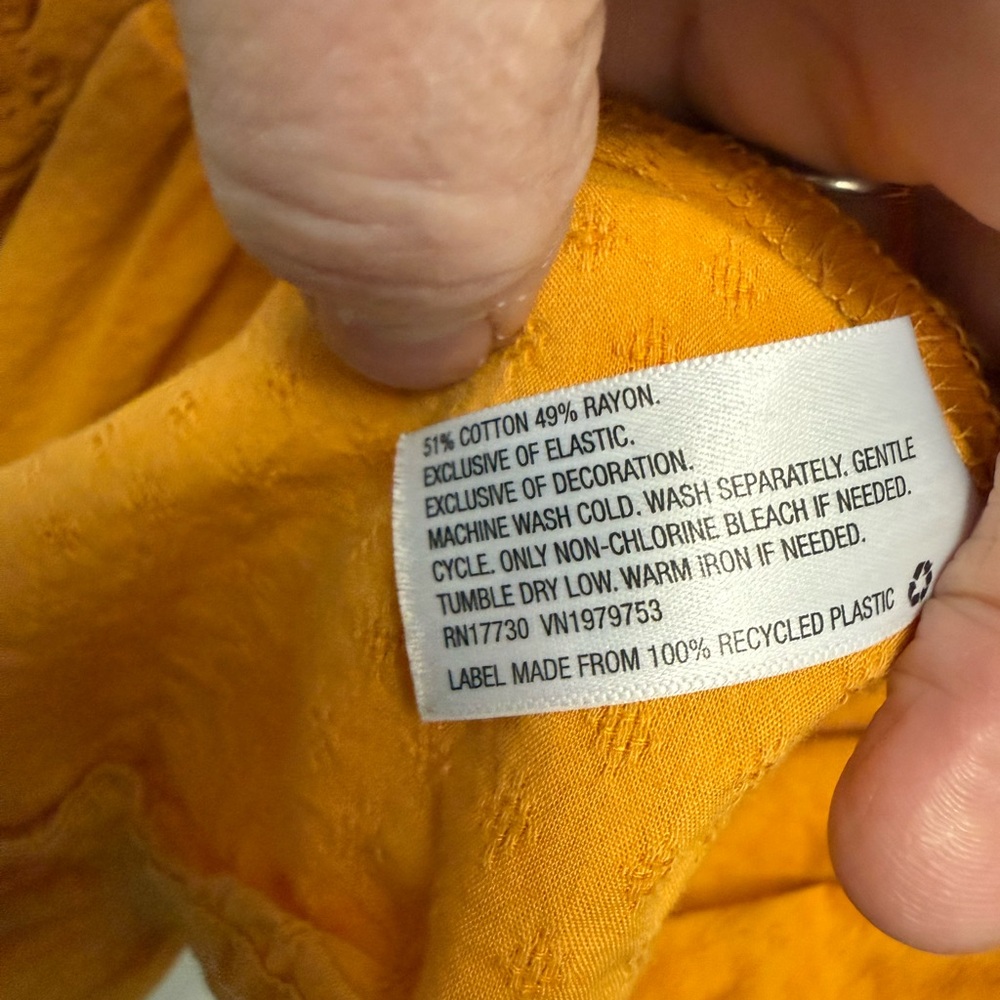 51% COTTON 49% RAYON.
EXCLUSIVE OF ELASTIC.
EXCLUSIVE OF DECORATION.
MACHINE WASH COLD. WASH SEPARATELY. GENTLE
CYCLE. ONLY NON-CHLORINE BLEACH IF NEEDED.
TUMBLE DRY LOW. WARM IRON IF NEEDED.
RN17730 VN1979753
LABEL MADE FROM 100% RECYCLED PLASTIC